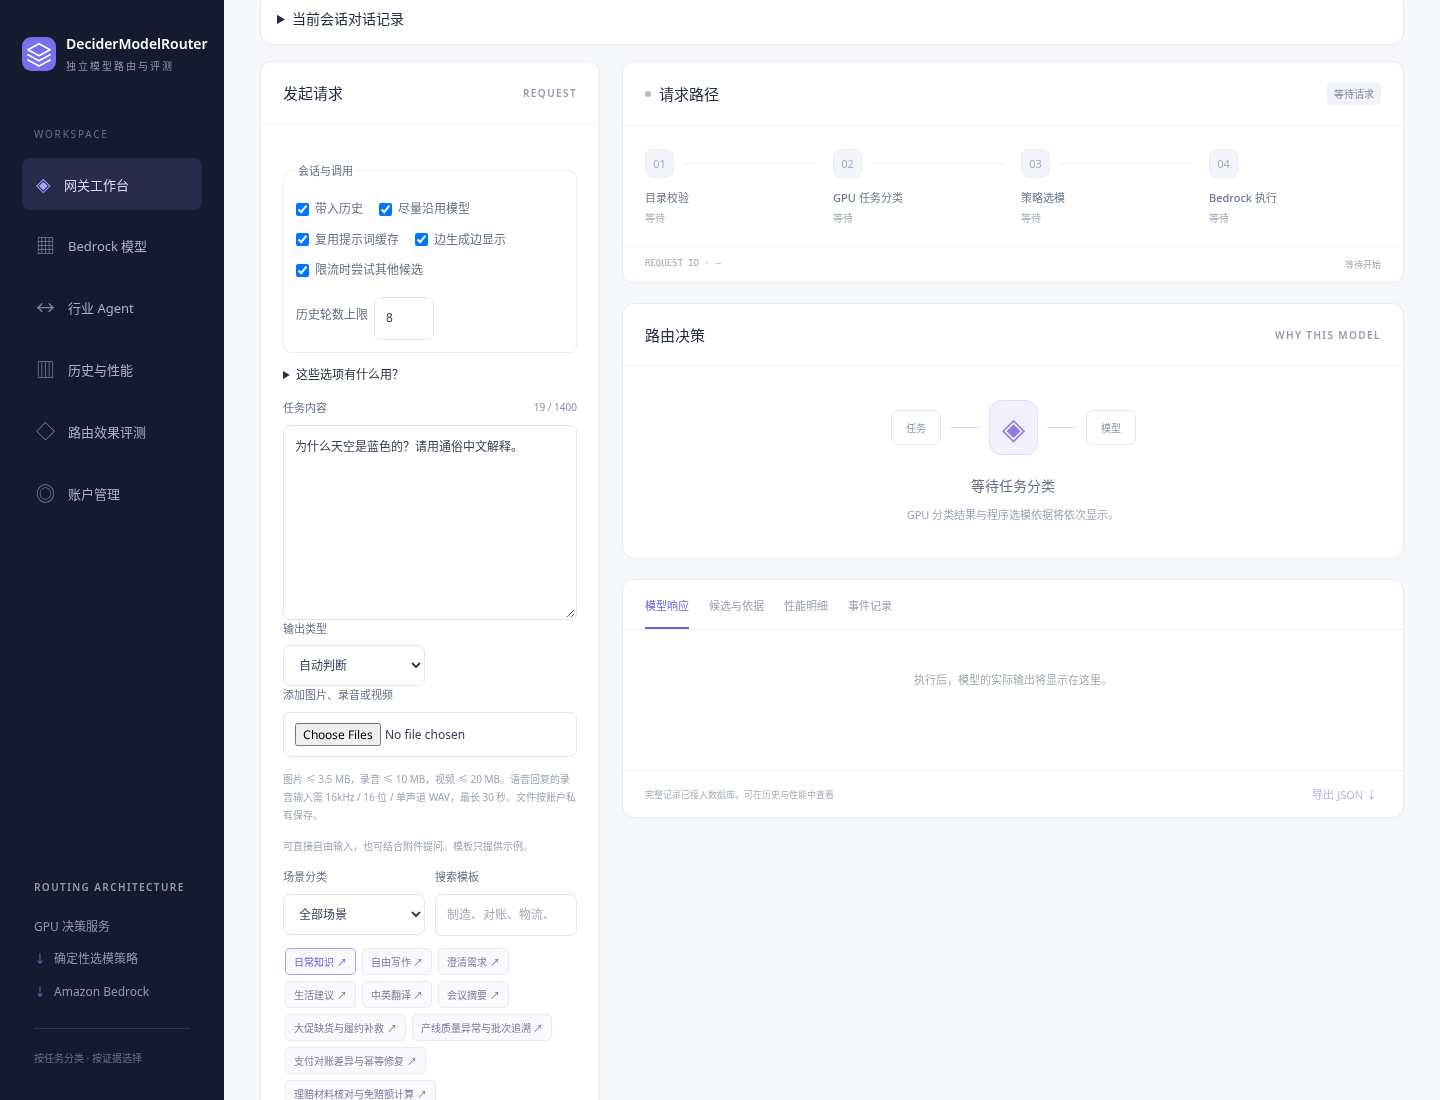 DeciderModelRouter
独立模型路由与评测
WORKSPACE
网关工作台
Bedrock 模型
行业 Agent
历史与性能
路由效果评测
账户管理
ROUTING ARCHITECTURE
GPU 决策服务
↓ 确定性选模策略
↓ Amazon Bedrock
按任务分类 · 按证据选择
▶ 当前会话对话记录
发起请求
REQUEST
会话与调用
带入历史
尽量沿用模型
复用提示词缓存
边生成边显示
限流时尝试其他候选
历史轮数上限
8
▶ 这些选项有什么用?
任务内容
19 / 1400
为什么天空是蓝色的？请用通俗中文解释。
输出类型
自动判断
添加图片、录音或视频
Choose Files No file chosen
图片 ≤ 3.5 MB，录音 ≤ 10 MB，视频 ≤ 20 MB。语音回复的录
音输入需 16kHz / 16 位 / 单声道 WAV，最长 30 秒。文件按账户私
有保存。
可直接自由输入，也可结合附件提问。模板只提供示例。
场景分类
搜索模板
全部场景
制造、对账、物流、
日常知识 ↗
自由写作 ↗
澄清需求 ↗
生活建议 ↗
中英翻译 ↗
会议摘要 ↗
大促缺货与履约补救 ↗
产线质量异常与批次追溯 ↗
支付对账差异与幂等修复 ↗
理赔材料核对与免赔额计算 ↗
请求路径
等待请求
01
02
03
04
目录校验
GPU 任务分类
策略选模
Bedrock 执行
等待
等待
等待
等待
REQUEST ID · —
等待开始
路由决策
WHY THIS MODEL
任务
模型
等待任务分类
GPU 分类结果与程序选模依据将依次显示。
模型响应
候选与依据
性能明细
事件记录
执行后，模型的实际输出将显示在这里。
完整记录已接入数据库，可在历史与性能中查看
导出 JSON ↓